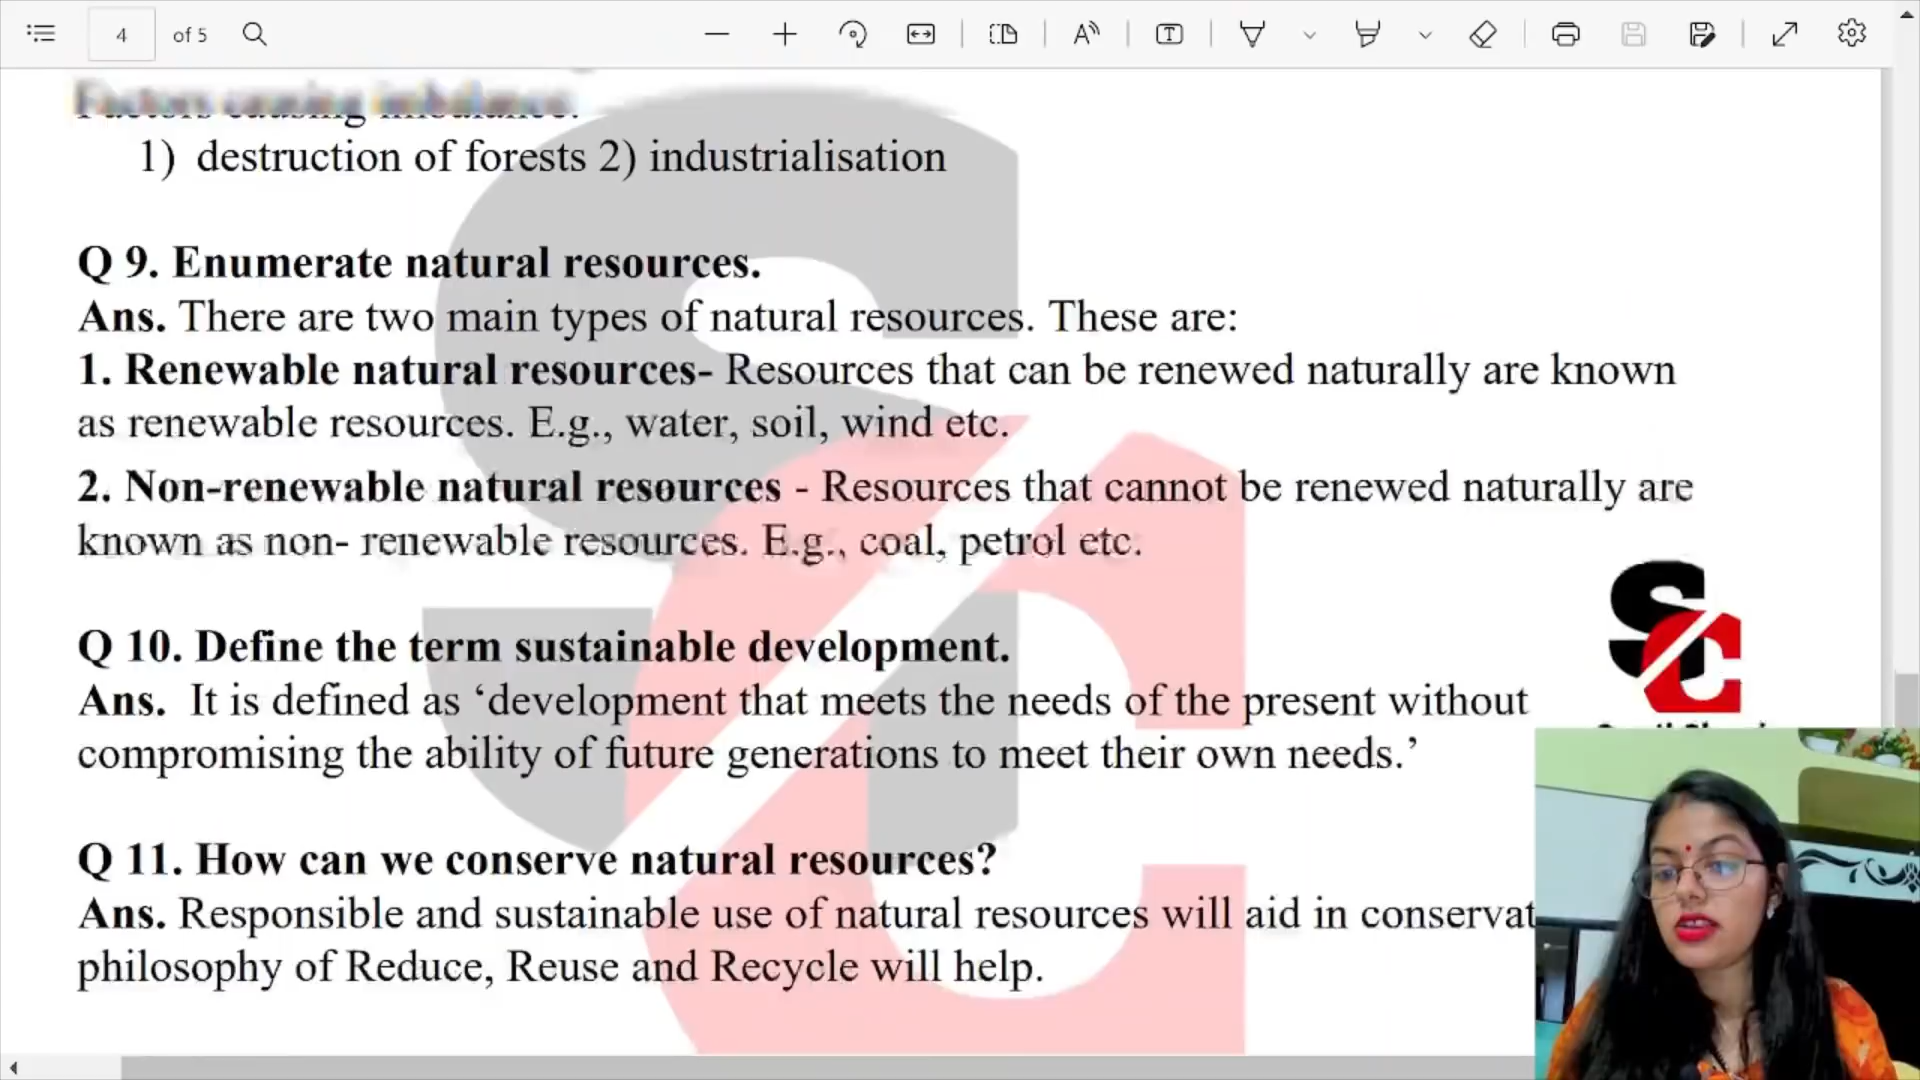 4 of 5
Factors causing imbalance:
1) destruction of forests 2) industrialisation
Q 9. Enumerate natural resources.
Ans. There are two main types of natural resources. These are:
1. Renewable natural resources- Resources that can be renewed naturally are known
as renewable resources. E.g., water, soil, wind etc.
2. Non-renewable natural resources - Resources that cannot be renewed naturally are
known as non- renewable resources. E.g., coal, petrol etc.
Q 10. Define the term sustainable development.
Ans. It is defined as ‘development that meets the needs of the present without
compromising the ability of future generations to meet their own needs.’
Q 11. How can we conserve natural resources?
Ans. Responsible and sustainable use of natural resources will aid in conservat
philosophy of Reduce, Reuse and Recycle will help.
SC